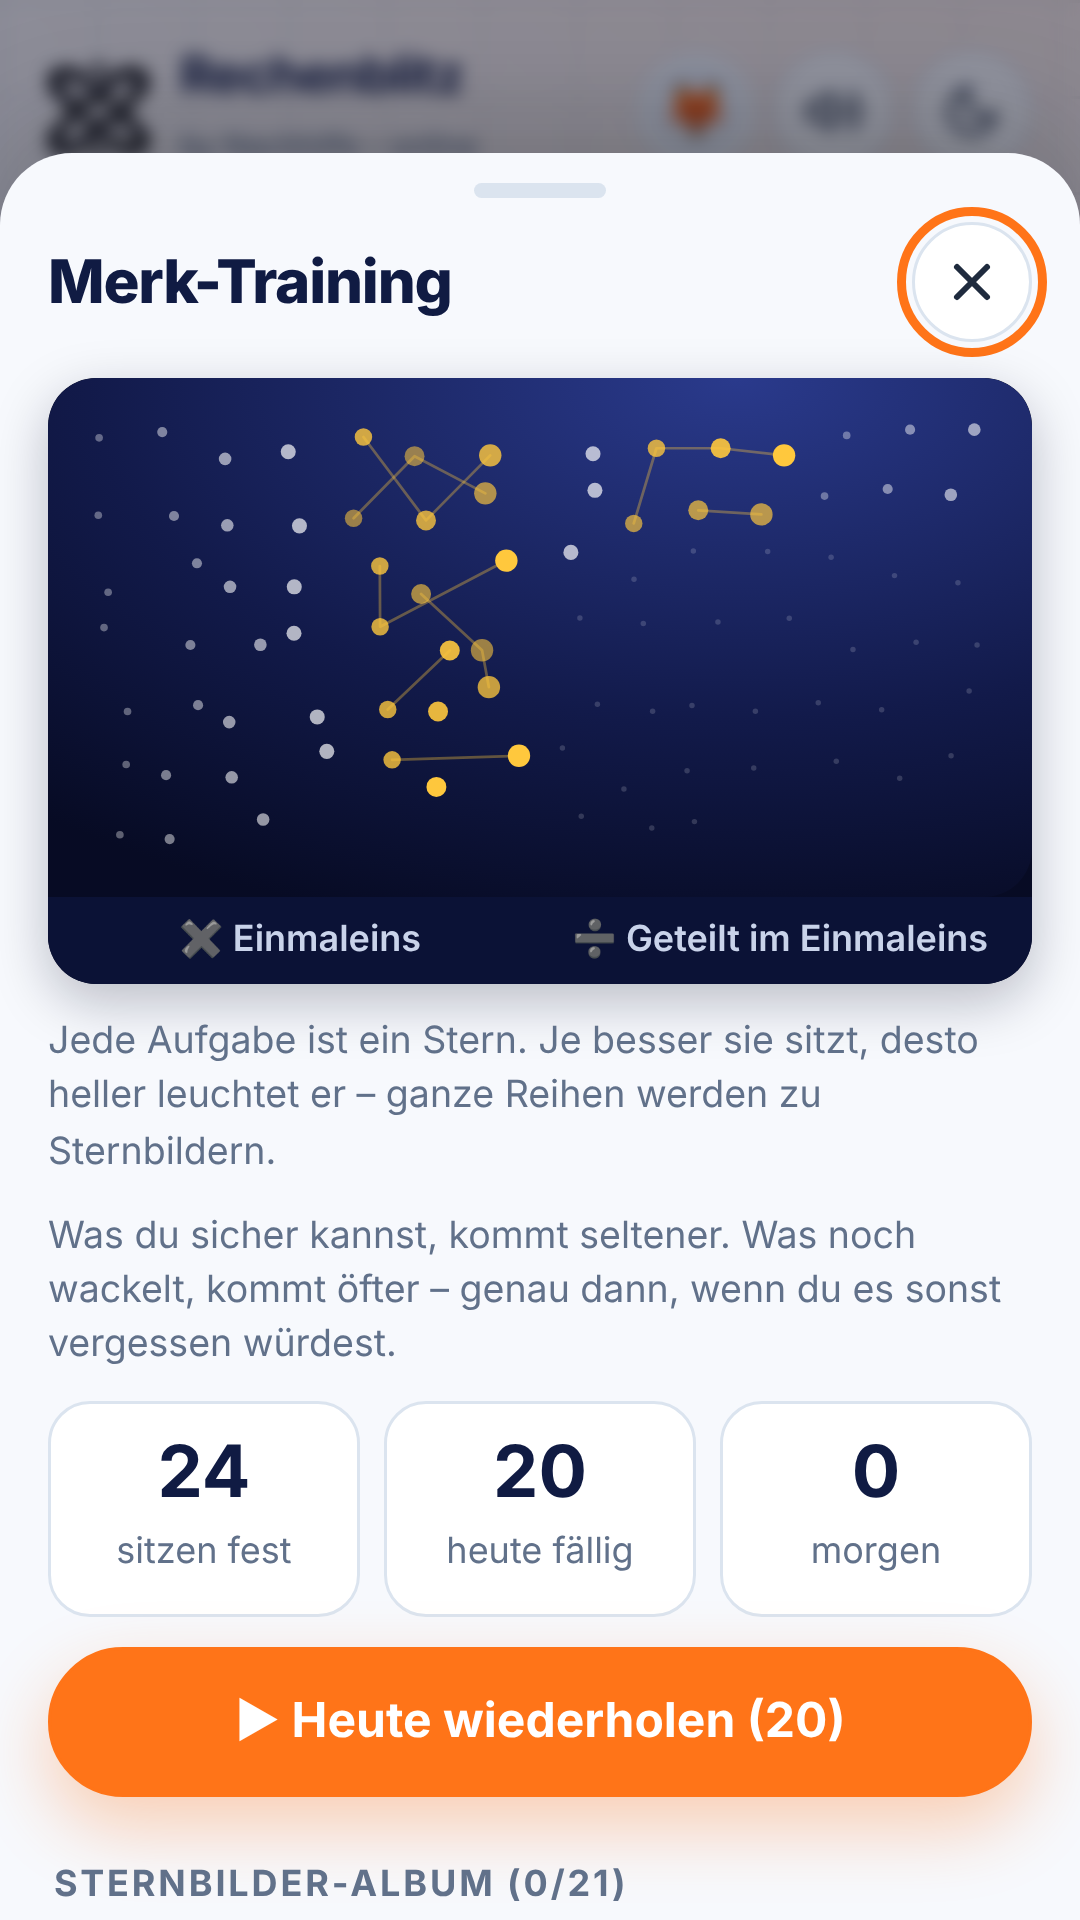 Rechenblitz
Merk-Training
Einmaleins
Geteilt im Einmaleins
Jede Aufgabe ist ein Stern. Je besser sie sitzt, desto
heller leuchtet er – ganze Reihen werden zu
Sternbildern.
Was du sicher kannst, kommt seltener. Was noch
wackelt, kommt öfter – genau dann, wenn du es sonst
vergessen würdest.
24
sitzen fest
20
heute fällig
0
morgen
Heute wiederholen (20)
STERNBILDER-ALBUM (0/21)